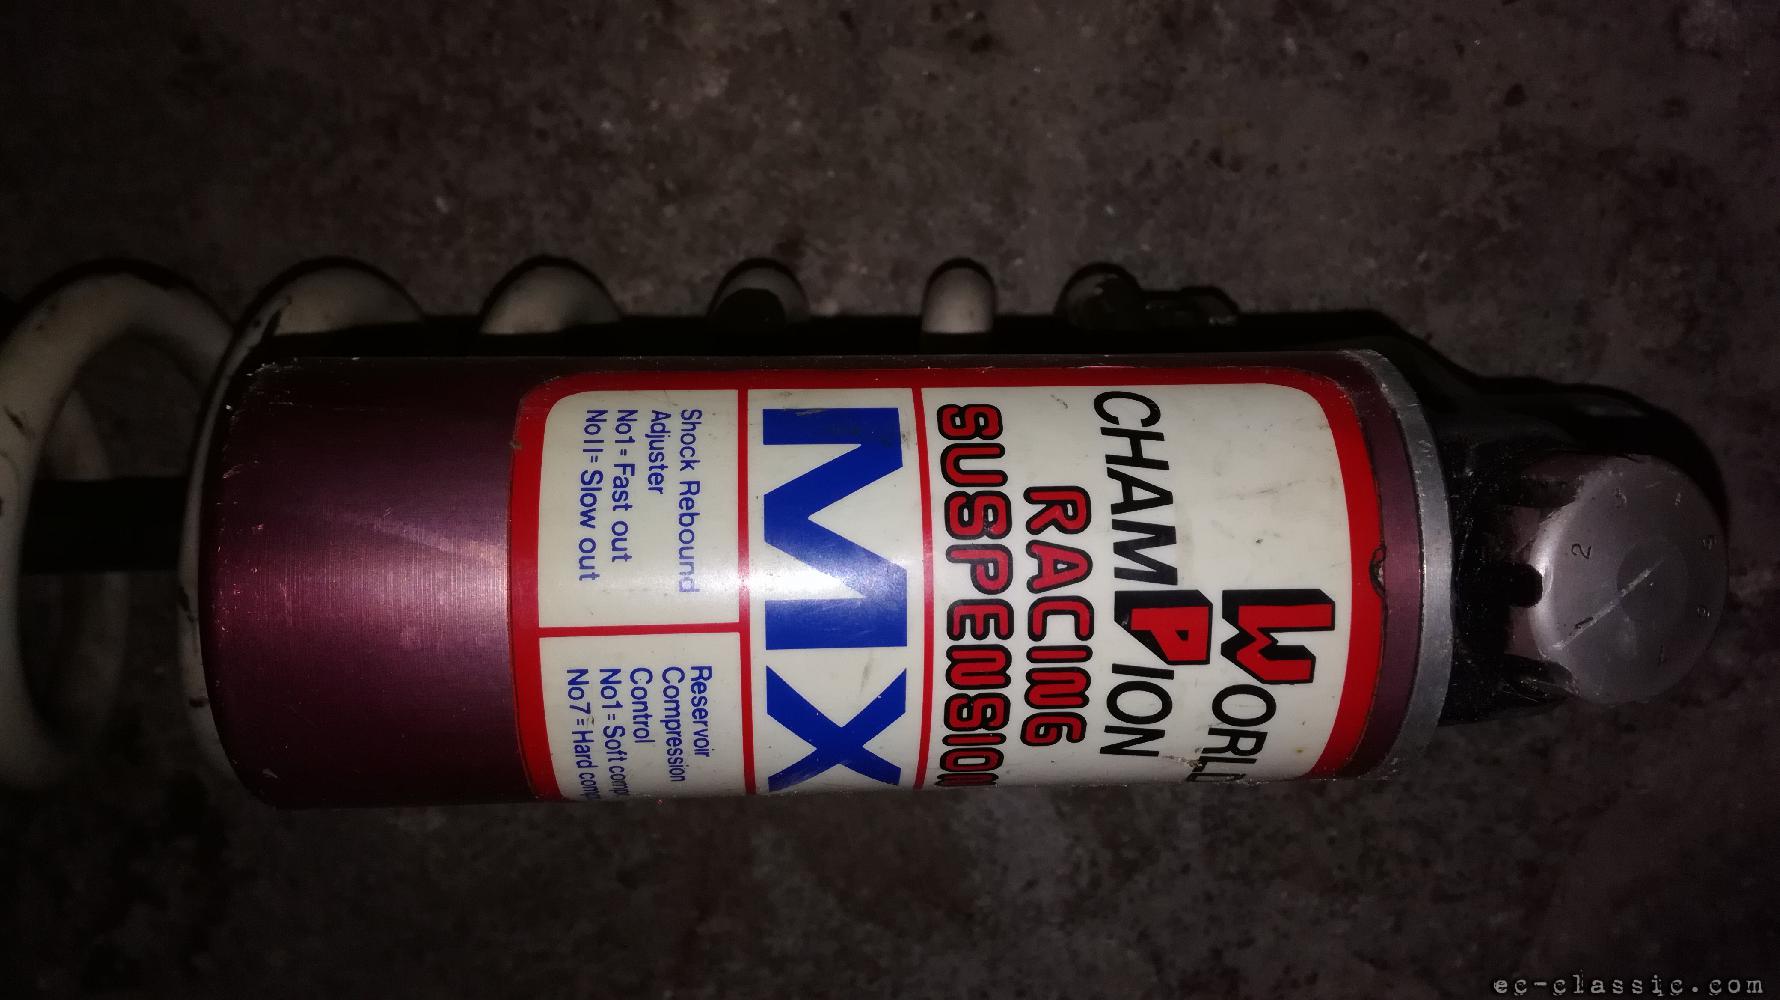 WORLD
CHAMPION
RACING
SUSPENSION
MX
Shock Rebound
Adjuster
No1= Fast out
No11= Slow out
Reservoir
Compression
Control
No1= Soft comp
No7= Hard comp
2
ec-classic.com